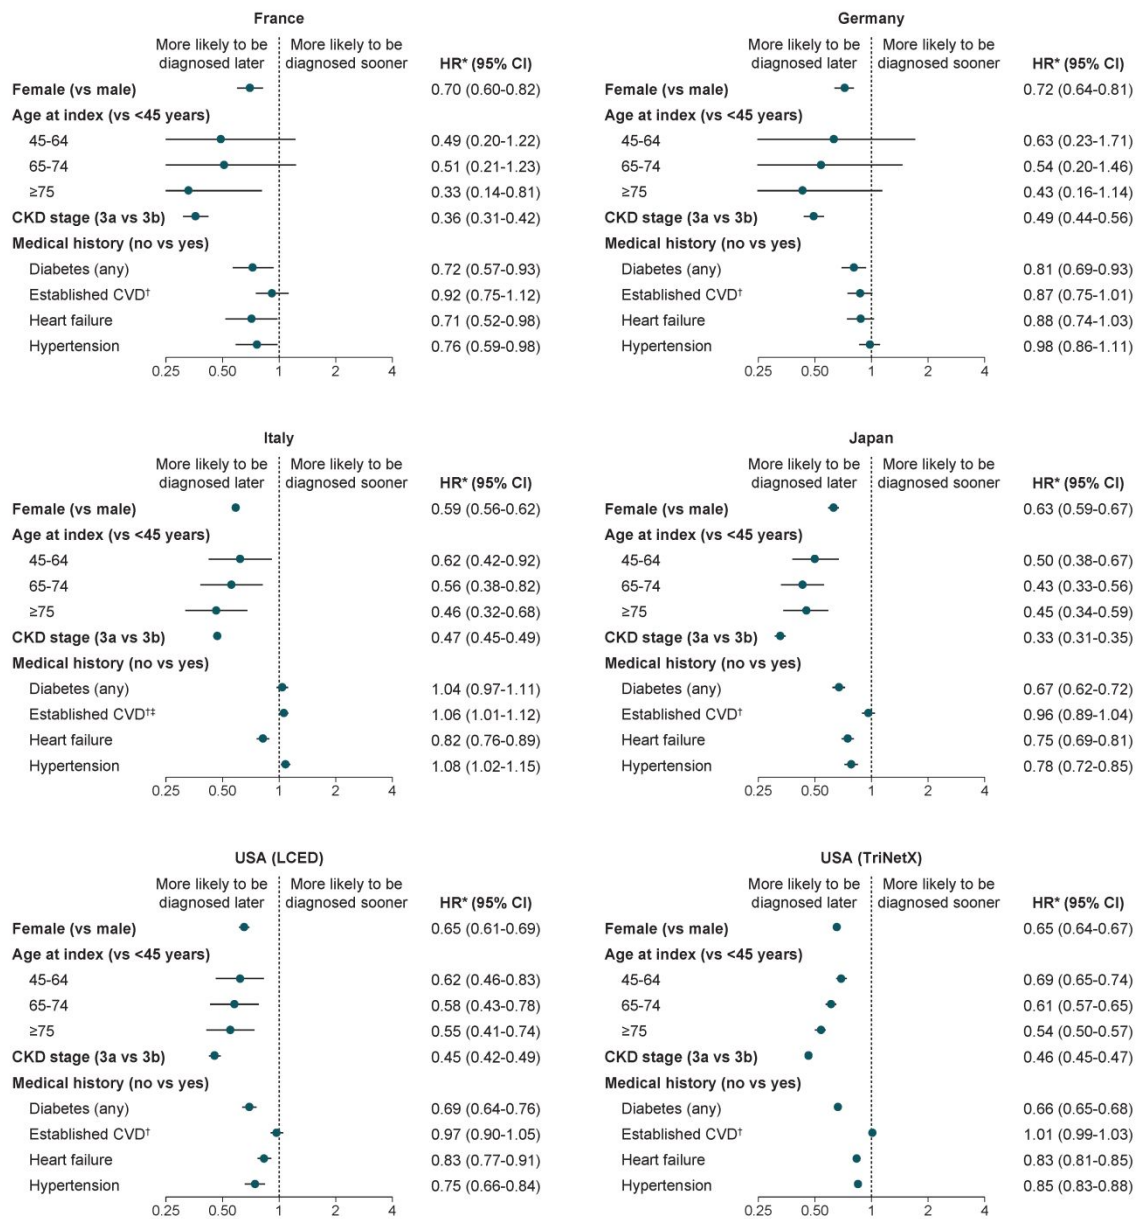 France
More likely to be diagnosed later
More likely to be diagnosed sooner
HR* (95% CI)
Female (vs male) 0.70 (0.60-0.82)
Age at index (vs <45 years)
45-64 0.49 (0.20-1.22)
65-74 0.51 (0.21-1.23)
≥75 0.33 (0.14-0.81)
CKD stage (3a vs 3b) 0.36 (0.31-0.42)
Medical history (no vs yes)
Diabetes (any) 0.72 (0.57-0.93)
Established CVD† 0.92 (0.75-1.12)
Heart failure 0.71 (0.52-0.98)
Hypertension 0.76 (0.59-0.98)
0.25 0.50 1 2 4
Germany
More likely to be diagnosed later
More likely to be diagnosed sooner
HR* (95% CI)
Female (vs male) 0.72 (0.64-0.81)
Age at index (vs <45 years)
45-64 0.63 (0.23-1.71)
65-74 0.54 (0.20-1.46)
≥75 0.43 (0.16-1.14)
CKD stage (3a vs 3b) 0.49 (0.44-0.56)
Medical history (no vs yes)
Diabetes (any) 0.81 (0.69-0.93)
Established CVD† 0.87 (0.75-1.01)
Heart failure 0.88 (0.74-1.03)
Hypertension 0.98 (0.86-1.11)
0.25 0.50 1 2 4
Italy
More likely to be diagnosed later
More likely to be diagnosed sooner
HR* (95% CI)
Female (vs male) 0.59 (0.56-0.62)
Age at index (vs <45 years)
45-64 0.62 (0.42-0.92)
65-74 0.56 (0.38-0.82)
≥75 0.46 (0.32-0.68)
CKD stage (3a vs 3b) 0.47 (0.45-0.49)
Medical history (no vs yes)
Diabetes (any) 1.04 (0.97-1.11)
Established CVD†‡ 1.06 (1.01-1.12)
Heart failure 0.82 (0.76-0.89)
Hypertension 1.08 (1.02-1.15)
0.25 0.50 1 2 4
Japan
More likely to be diagnosed later
More likely to be diagnosed sooner
HR* (95% CI)
Female (vs male) 0.63 (0.59-0.67)
Age at index (vs <45 years)
45-64 0.50 (0.38-0.67)
65-74 0.43 (0.33-0.56)
≥75 0.45 (0.34-0.59)
CKD stage (3a vs 3b) 0.33 (0.31-0.35)
Medical history (no vs yes)
Diabetes (any) 0.67 (0.62-0.72)
Established CVD† 0.96 (0.89-1.04)
Heart failure 0.75 (0.69-0.81)
Hypertension 0.78 (0.72-0.85)
0.25 0.50 1 2 4
USA (LCED)
More likely to be diagnosed later
More likely to be diagnosed sooner
HR* (95% CI)
Female (vs male) 0.65 (0.61-0.69)
Age at index (vs <45 years)
45-64 0.62 (0.46-0.83)
65-74 0.58 (0.43-0.78)
≥75 0.55 (0.41-0.74)
CKD stage (3a vs 3b) 0.45 (0.42-0.49)
Medical history (no vs yes)
Diabetes (any) 0.69 (0.64-0.76)
Established CVD† 0.97 (0.90-1.05)
Heart failure 0.83 (0.77-0.91)
Hypertension 0.75 (0.66-0.84)
0.25 0.50 1 2 4
USA (TriNetX)
More likely to be diagnosed later
More likely to be diagnosed sooner
HR* (95% CI)
Female (vs male) 0.65 (0.64-0.67)
Age at index (vs <45 years)
45-64 0.69 (0.65-0.74)
65-74 0.61 (0.57-0.65)
≥75 0.54 (0.50-0.57)
CKD stage (3a vs 3b) 0.46 (0.45-0.47)
Medical history (no vs yes)
Diabetes (any) 0.66 (0.65-0.68)
Established CVD† 1.01 (0.99-1.03)
Heart failure 0.83 (0.81-0.85)
Hypertension 0.85 (0.83-0.88)
0.25 0.50 1 2 4